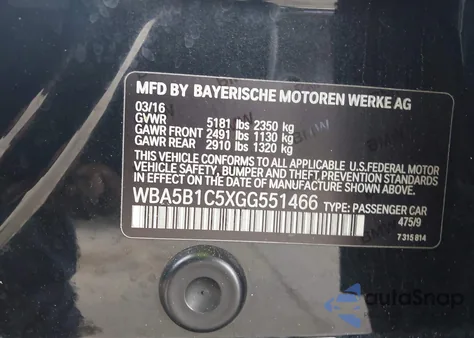 MFD BY BAYERISCHE MOTOREN WERKE AG
03/16
GVWR 5181 lbs 2350 kg
GAWR FRONT 2491 lbs 1130 kg
GAWR REAR 2910 lbs 1320 kg
THIS VEHICLE CONFORMS TO ALL APPLICABLE U.S. FEDERAL MOTOR
VEHICLE SAFETY, BUMPER, AND THEFT PREVENTION STANDARDS
IN EFFECT ON THE DATE OF MANUFACTURE SHOWN ABOVE.
WBA5B1C5XGG551466 TYPE: PASSENGER CAR
475/9
7 315 814
autoSnap